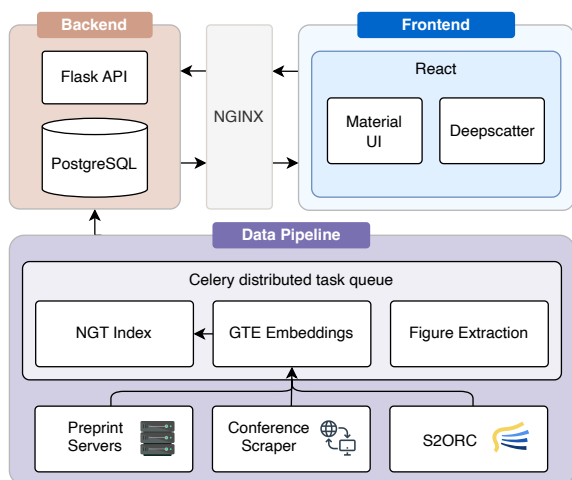 Backend
Frontend
Flask API
PostgreSQL
NGINX
React
Material
UI
Deepscatter
Data Pipeline
Celery distributed task queue
NGT Index
GTE Embeddings
Figure Extraction
Preprint
Servers
Conference
Scraper
S2ORC